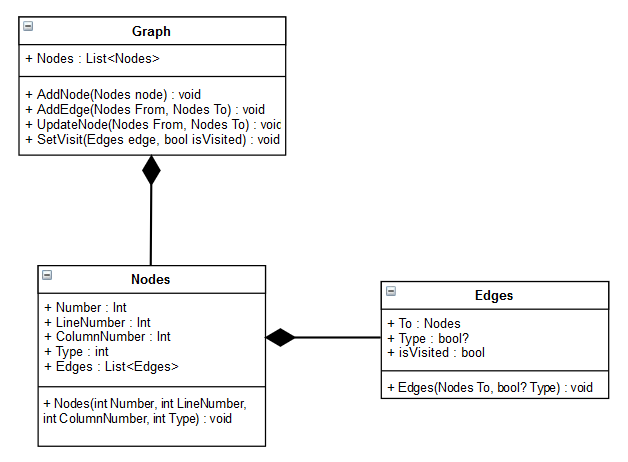 Graph
+ Nodes : List<Nodes>
+ AddNode(Nodes node) : void
+ AddEdge(Nodes From, Nodes To) : void
+ UpdateNode(Nodes From, Nodes To) : void
+ SetVisit(Edges edge, bool isVisited) : void
Nodes
+ Number : Int
+ LineNumber : Int
+ ColumnNumber : Int
+ Type : int
+ Edges : List<Edges>
+ Nodes(int Number, int LineNumber,
int ColumnNumber, int Type) : void
Edges
+ To : Nodes
+ Type : bool?
+ isVisited : bool
+ Edges(Nodes To, bool? Type) : void